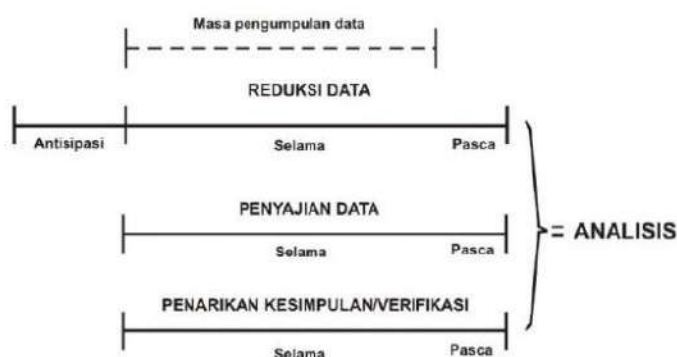 Masa pengumpulan data
REDUKSI DATA
Antisipasi Selama Pasca
PENYAJIAN DATA
= ANALISIS
Selama Pasca
PENARIKAN KESIMPULAN/VERIFIKASI
Selama Pasca